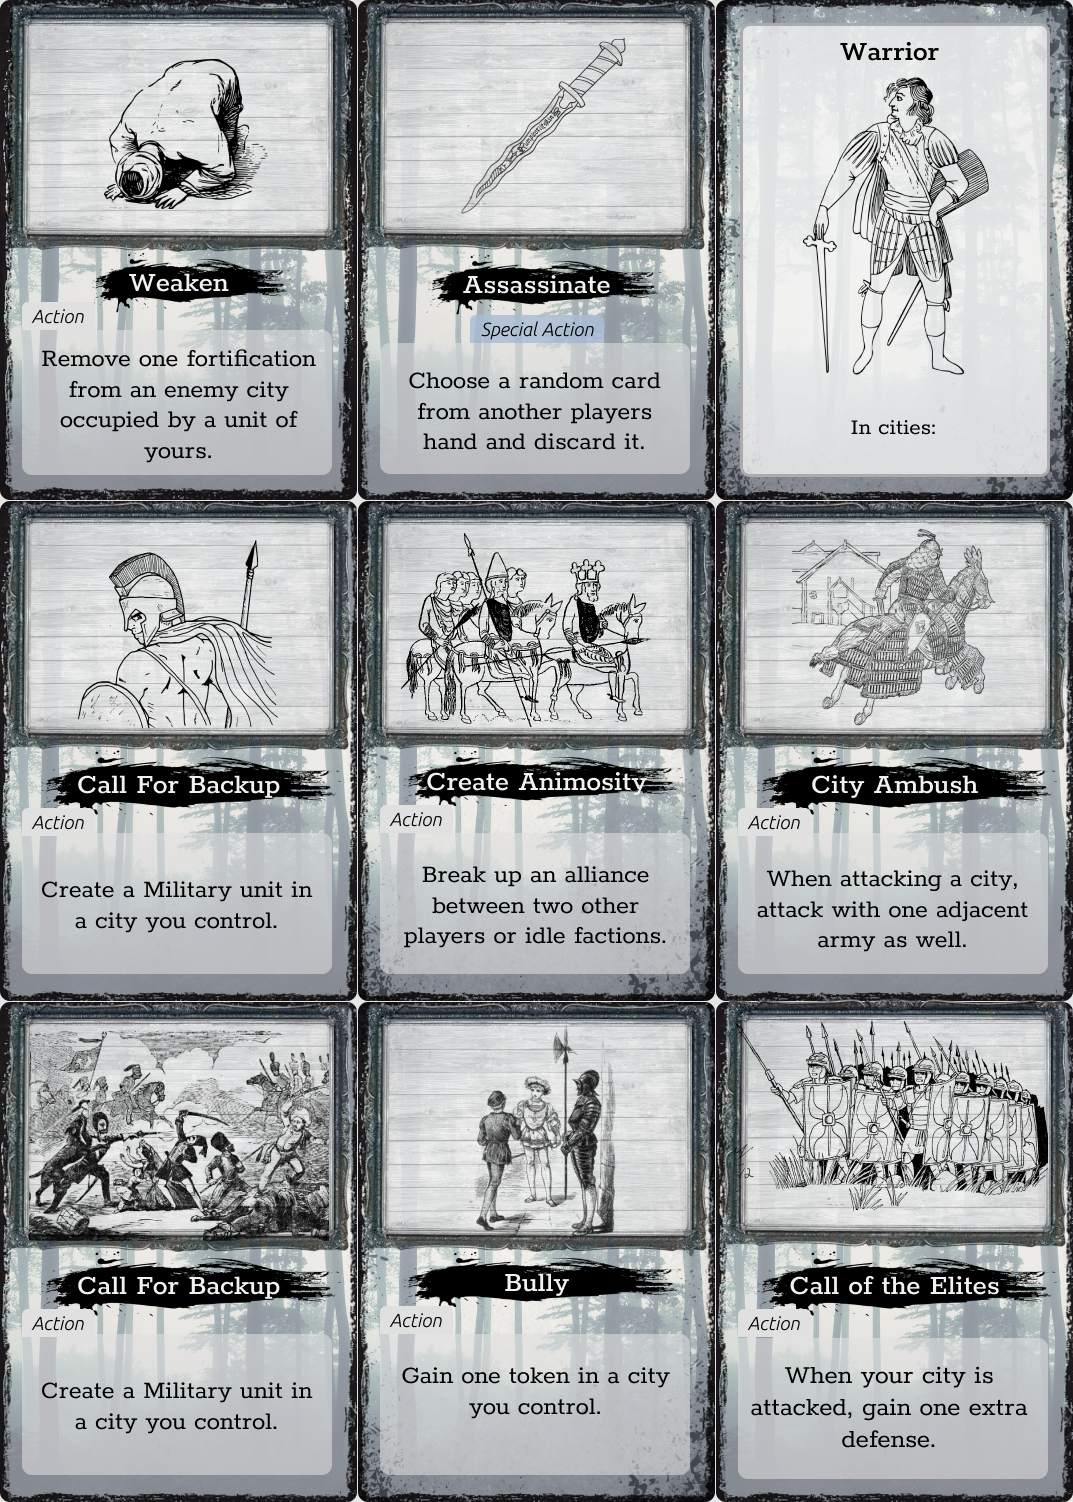 Weaken
Action
Remove one fortification
from an enemy city
occupied by a unit of
yours.
Assassinate
Special Action
Choose a random card
from another players
hand and discard it.
Warrior
In cities:
Call For Backup
Action
Create a Military unit in
a city you control.
Create Animosity
Action
Break up an alliance
between two other
players or idle factions.
City Ambush
Action
When attacking a city,
attack with one adjacent
army as well.
Call For Backup
Action
Create a Military unit in
a city you control.
Bully
Action
Gain one token in a city
you control.
Call of the Elites
Action
When your city is
attacked, gain one extra
defense.